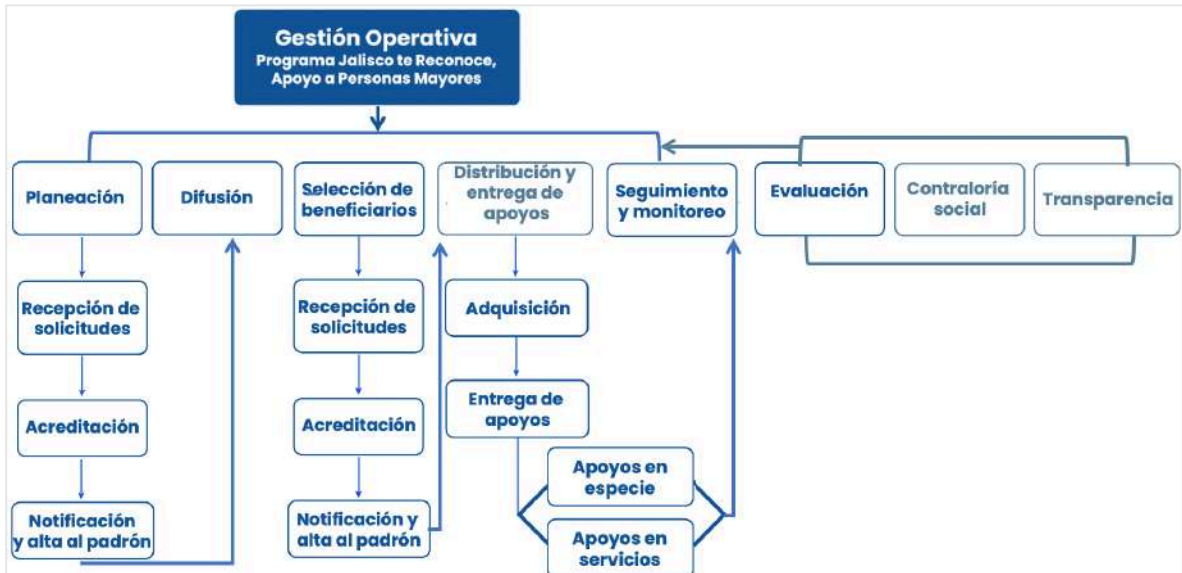 Gestión Operativa
Programa Jalisco te Reconoce,
Apoyo a Personas Mayores
Planeación
Difusión
Selección de
beneficiarios
Distribución y
entrega de
apoyos
Seguimiento
y monitoreo
Evaluación
Contraloría
social
Transparencia
Recepción de
solicitudes
Recepción de
solicitudes
Adquisición
Acreditación
Acreditación
Entrega de
apoyos
Notificación
y alta al padrón
Notificación y
alta al padrón
Apoyos en
especie
Apoyos en
servicios